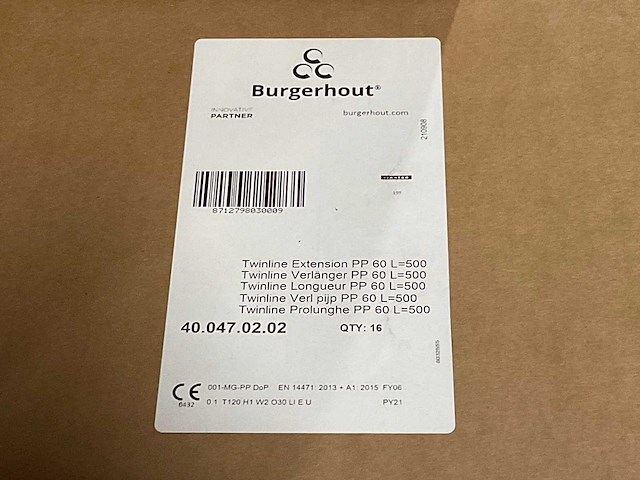 Burgerhout®
INNOVATIVE
PARTNER
burgerhout.com
210908
8712798030009
Twinline Extension PP 60 L=500
Twinline Verlänger PP 60 L=500
Twinline Longueur PP 60 L=500
Twinline Verl pijp PP 60 L=500
Twinline Prolunghe PP 60 L=500
40.047.02.02
QTY: 16
CE 001-MG-PP DoP EN 14471: 2013 + A1: 2015 FY06
0432 0.1 T120 H1 W2 O30 LI E U PY21